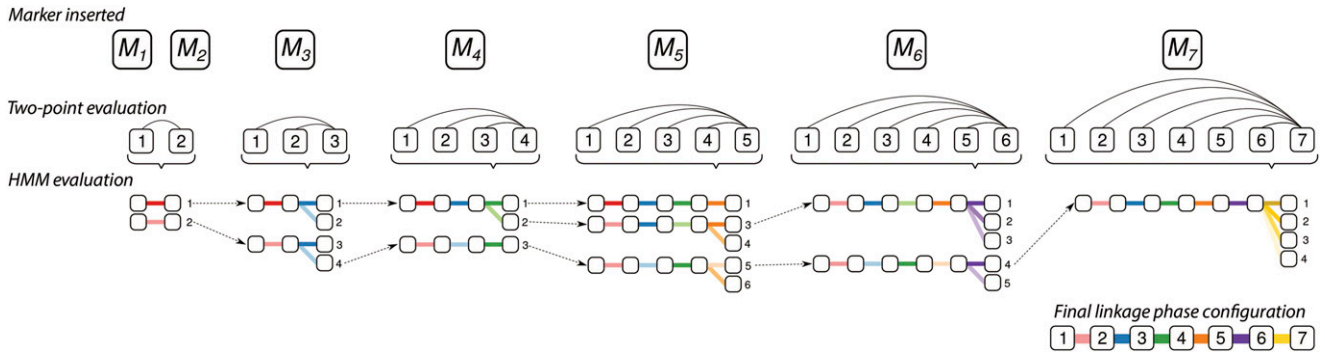 Marker inserted
M1 M2 M3 M4 M5 M6 M7
Two-point evaluation
1 2 1 2 3 1 2 3 4 1 2 3 4 5 1 2 3 4 5 6 1 2 3 4 5 6 7
HMM evaluation
1 1 1 1 1 1
2 2 2 3 2 2
3 3 4 3 3
4 5 4 4
6 5
Final linkage phase configuration
1 2 3 4 5 6 7